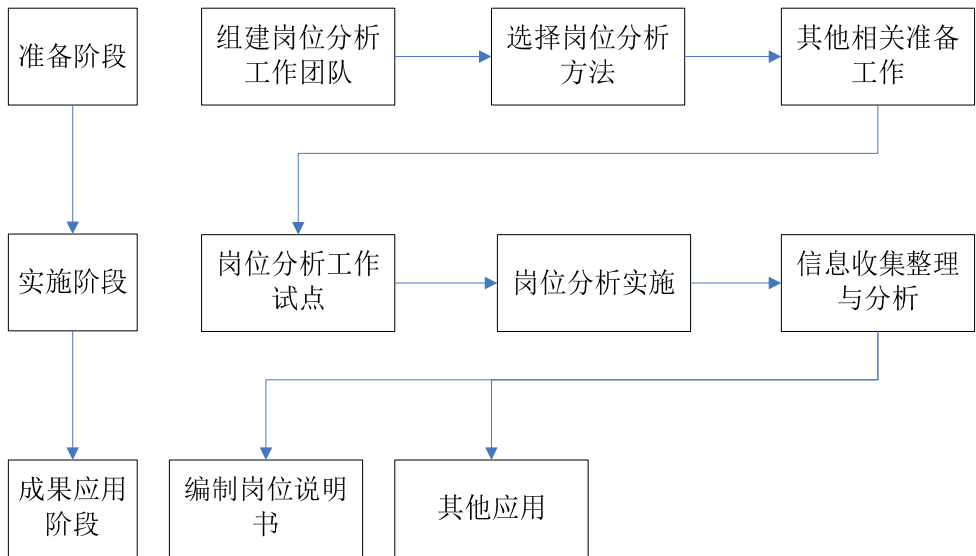 准备阶段
组建岗位分析
工作团队
选择岗位分析
方法
其他相关准备
工作
实施阶段
岗位分析工作
试点
岗位分析实施
信息收集整理
与分析
成果应用
阶段
编制岗位说明
书
其他应用